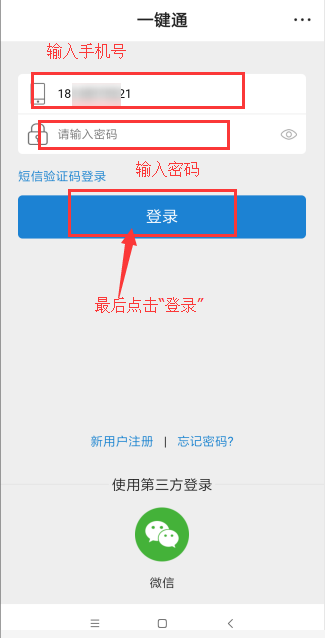 一键通
输入手机号
18 21
请输入密码
输入密码
短信验证码登录
登录
最后点击“登录”
新用户注册 | 忘记密码?
使用第三方登录
微信